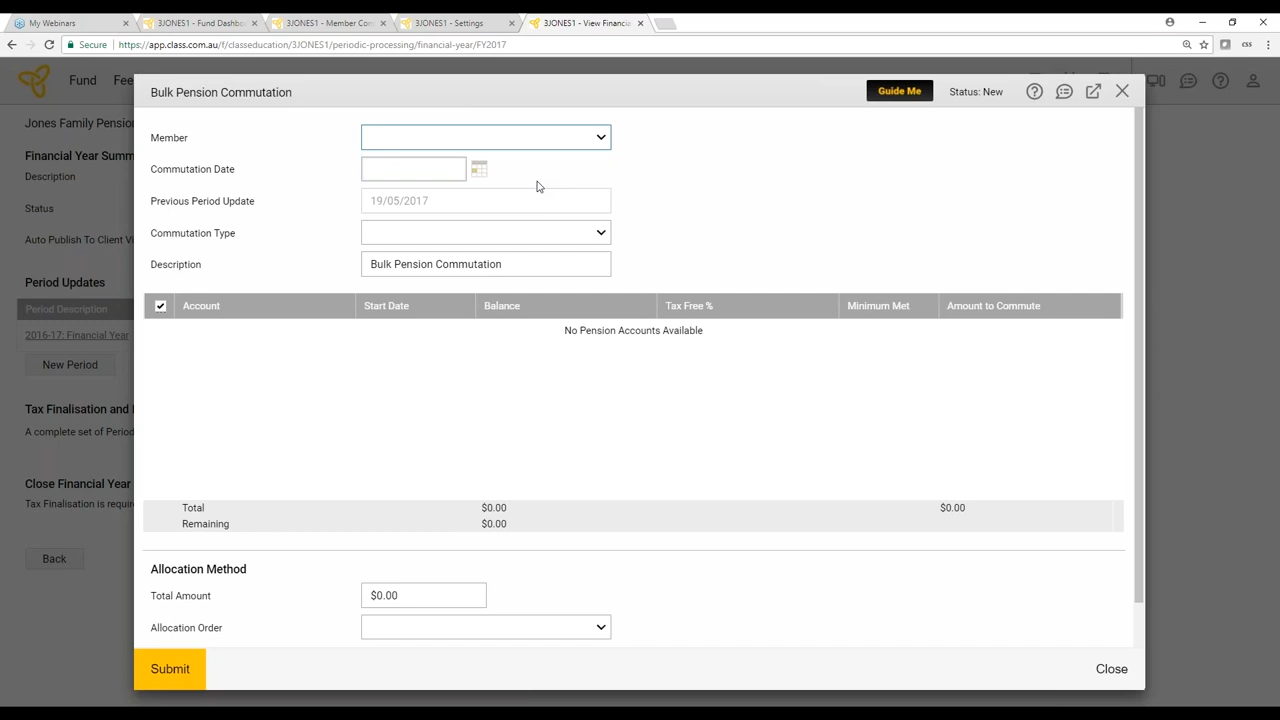 My Webinars
3JONES1 - Fund Dashbo
3JONES1 - Member Con
3JONES1 - Settings
3JONES1 - View Financia
Secure
https://app.class.com.au/f/classeducation/3JONES1/periodic-processing/financial-year/FY2017
css
Fund
Fee
Jones Family Pension
Financial Year Summ
Description
Status
Auto Publish To Client Vi
Period Updates
Period Description
2016-17: Financial Year
New Period
Tax Finalisation and
A complete set of Period
Close Financial Year
Tax Finalisation is require
Back
Bulk Pension Commutation
Guide Me
Status: New
Member
Commutation Date
Previous Period Update
19/05/2017
Commutation Type
Description
Bulk Pension Commutation
Account Start Date Balance Tax Free % Minimum Met Amount to Commute
No Pension Accounts Available
Total $0.00 $0.00
Remaining $0.00
Allocation Method
Total Amount
$0.00
Allocation Order
Submit
Close